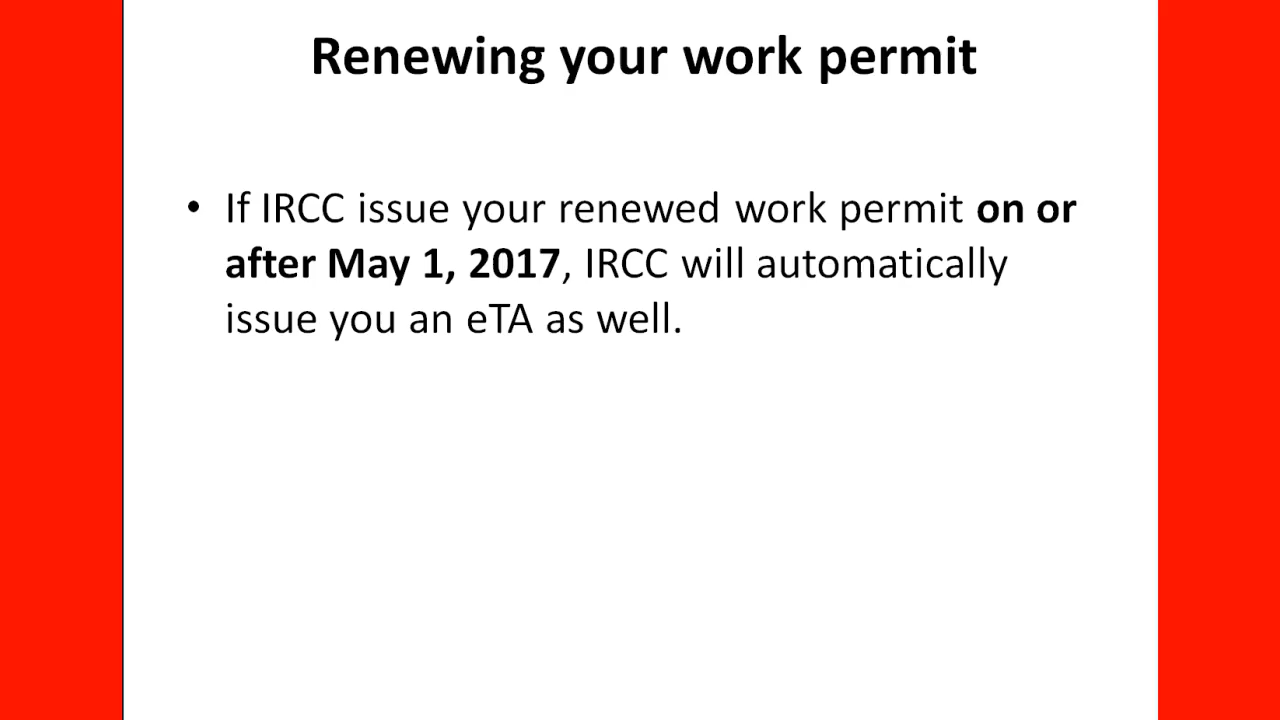 Renewing your work permit
• If IRCC issue your renewed work permit on or
after May 1, 2017, IRCC will automatically
issue you an eTA as well.